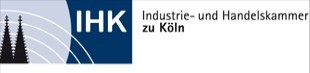 IHK
Industrie- und Handelskammer
zu Köln